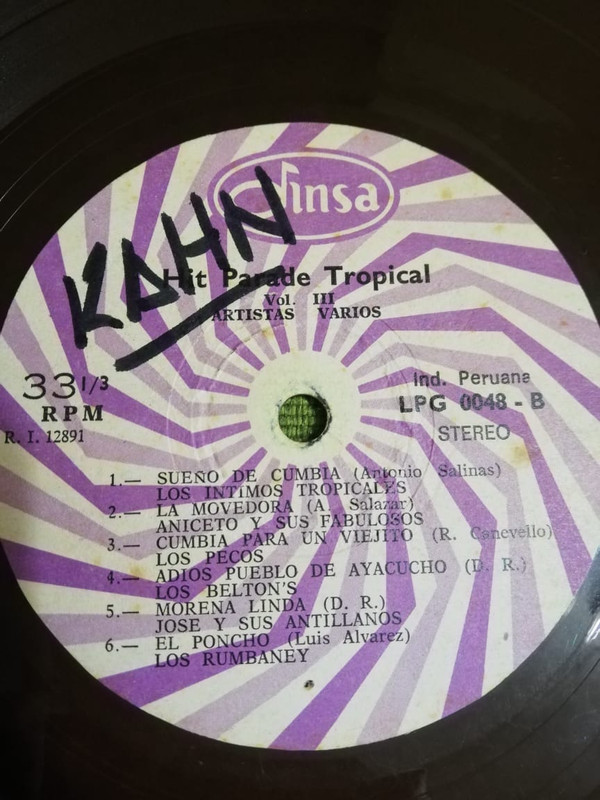 Dinsa
KAHN
Hit Parade Tropical
Vol. III
ARTISTAS VARIOS
33 1/3
RPM
R. I. 12891
Ind. Peruana
LPG 0048 - B
STEREO
1.— SUEÑO DE CUMBIA (Antonio Salinas)
LOS INTIMOS TROPICALES
2.— LA MOVEDORA (A. Salazar)
ANICETO Y SUS FABULOSOS
3.— CUMBIA PARA UN VIEJITO (R. Canevello)
LOS PECOS
4.— ADIOS PUEBLO DE AYACUCHO (D. R.)
LOS BELTON'S
5.— MORENA LINDA (D. R.)
JOSE Y SUS ANTILLANOS
6.— EL PONCHO (Luis Alvarez)
LOS RUMBANEY